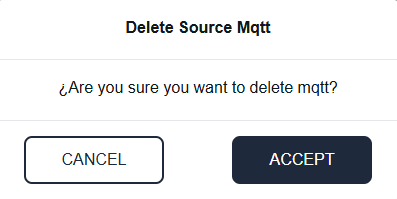 Delete Source Mqtt
¿Are you sure you want to delete mqtt?
CANCEL
ACCEPT